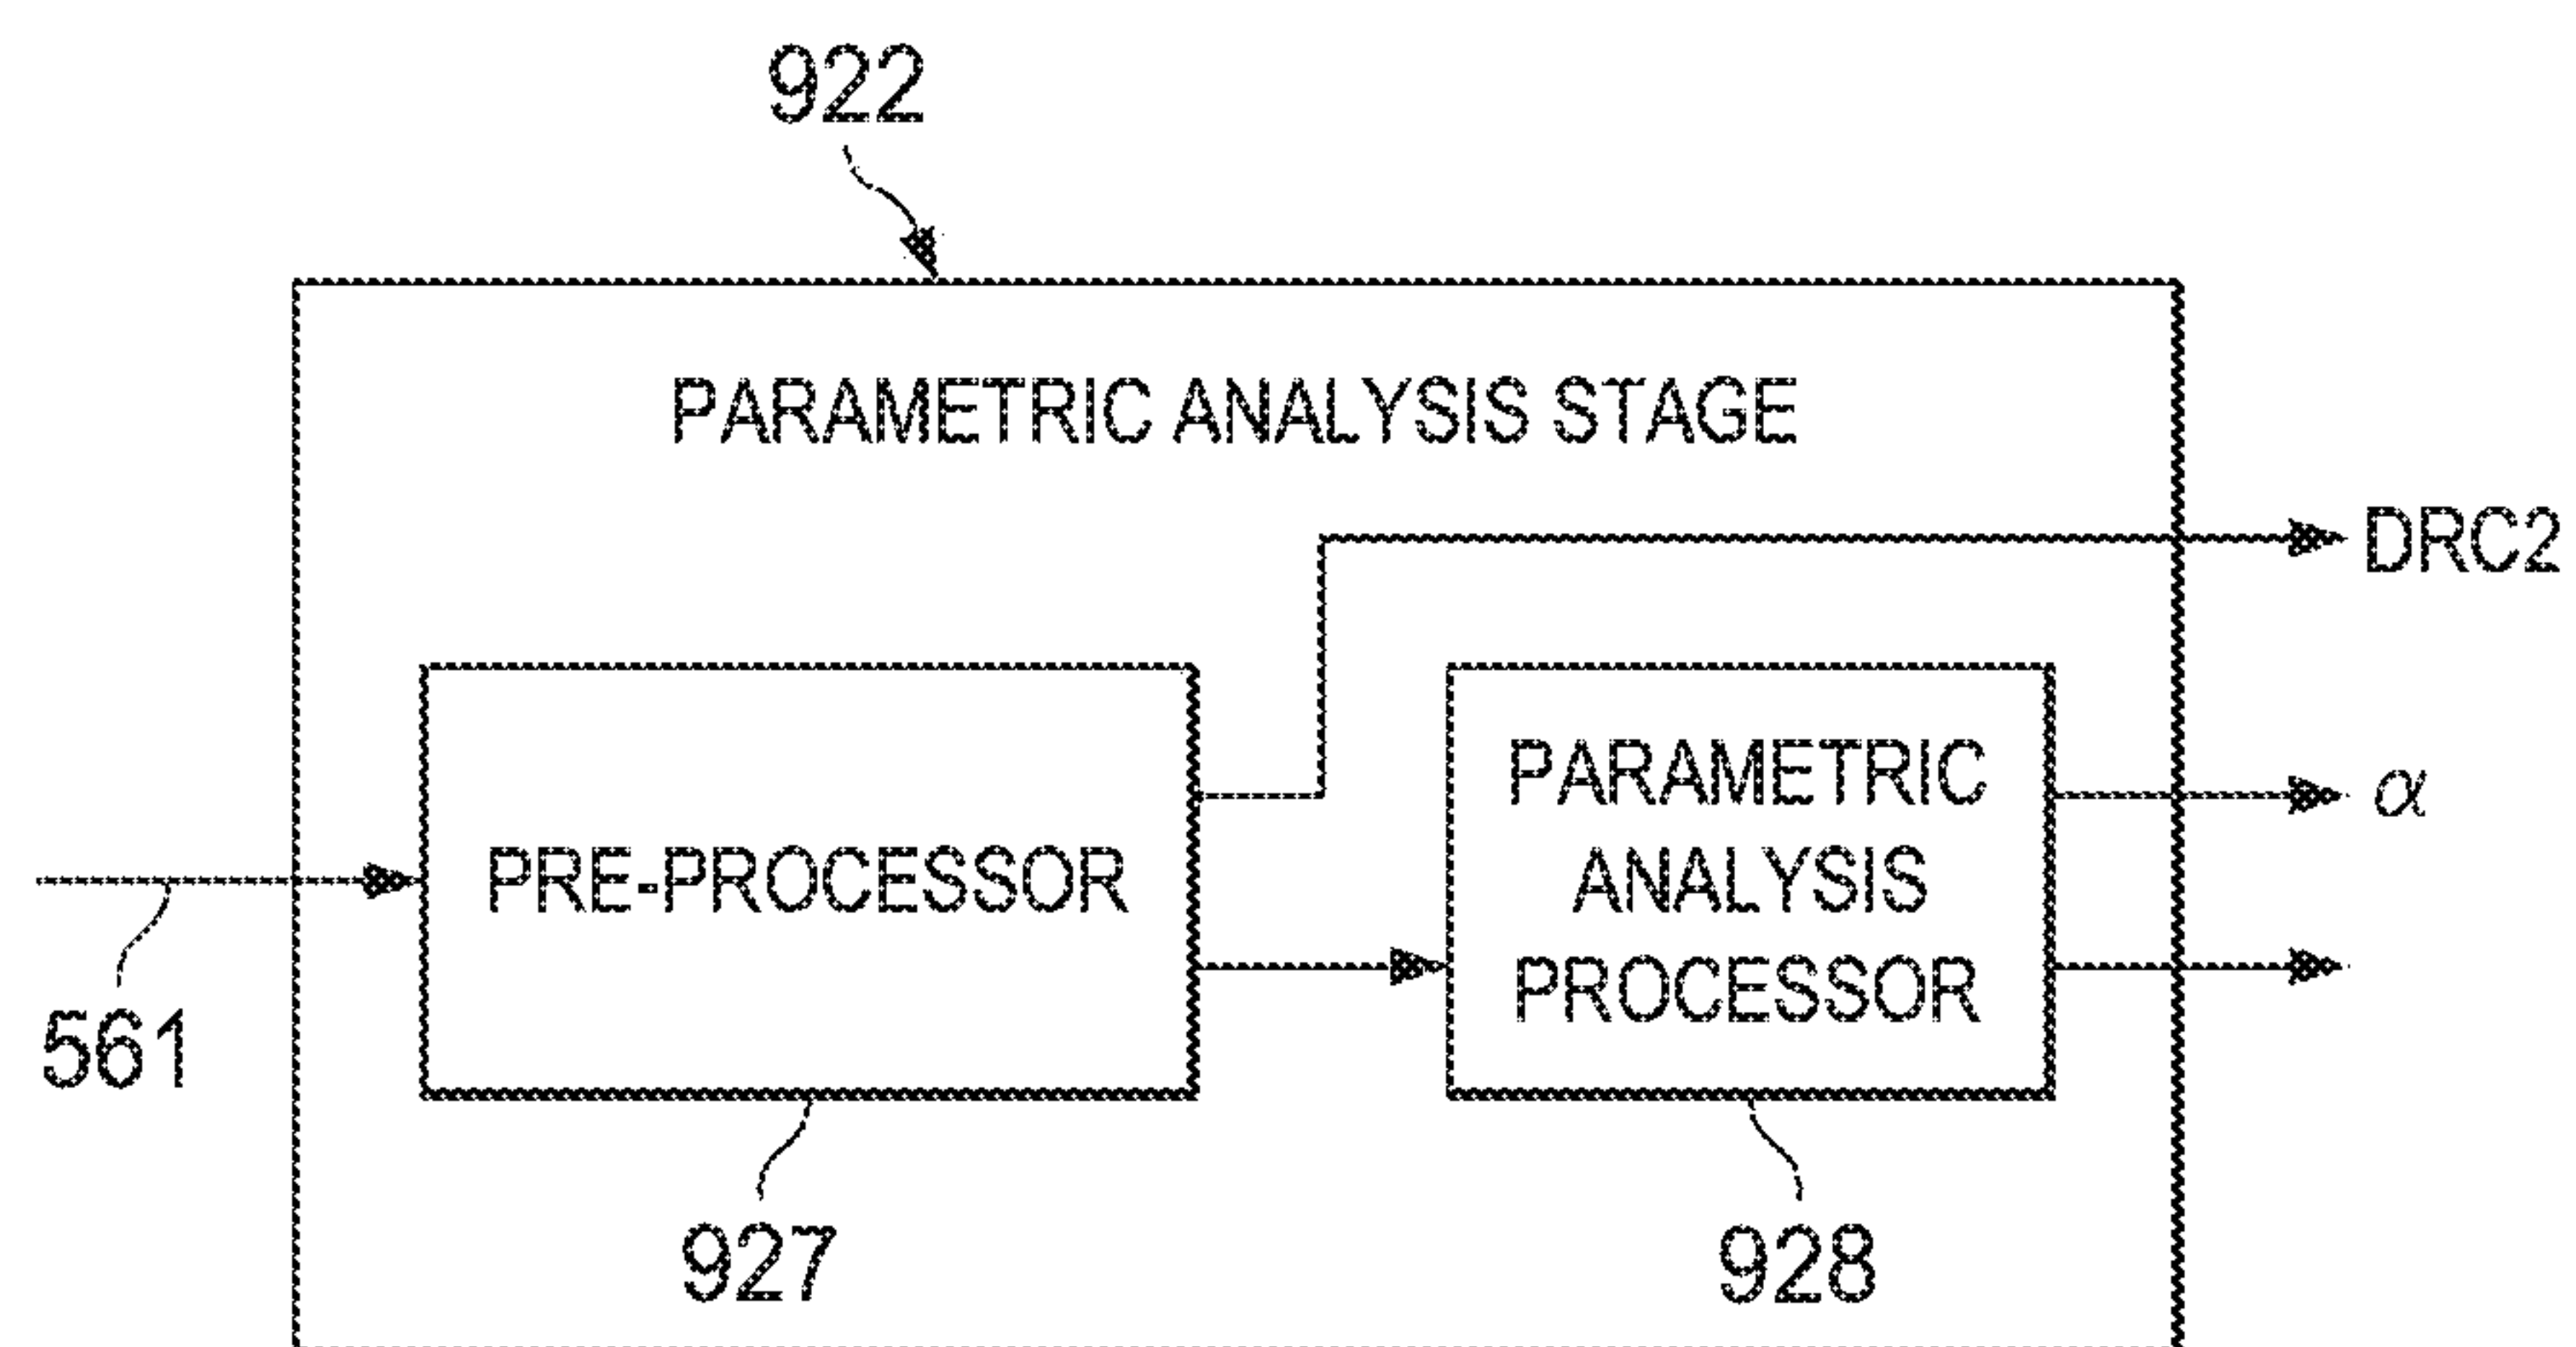 922
PARAMETRIC ANALYSIS STAGE
DRC2
PRE-PROCESSOR
PARAMETRIC
ANALYSIS
PROCESSOR
α
561
927
928